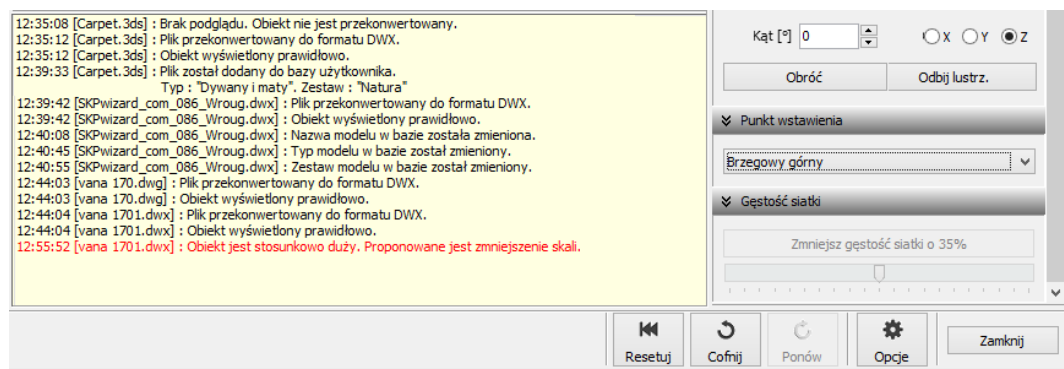 12:35:08 [Carpet.3ds] : Brak podglądu. Obiekt nie jest przekonwertowany.
12:35:12 [Carpet.3ds] : Plik przekonwertowany do formatu DWX.
12:35:12 [Carpet.3ds] : Obiekt wyświetlony prawidłowo.
12:39:33 [Carpet.3ds] : Plik został dodany do bazy użytkownika.
Typ : "Dywany i maty". Zestaw : "Natura"
12:39:42 [SKPwizard_com_086_Wroug.dwx] : Plik przekonwertowany do formatu DWX.
12:39:42 [SKPwizard_com_086_Wroug.dwx] : Obiekt wyświetlony prawidłowo.
12:40:08 [SKPwizard_com_086_Wroug.dwx] : Nazwa modelu w bazie została zmieniona.
12:40:45 [SKPwizard_com_086_Wroug.dwx] : Typ modelu w bazie został zmieniony.
12:40:55 [SKPwizard_com_086_Wroug.dwx] : Zestaw modelu w bazie został zmieniony.
12:44:03 [vana 170.dwg] : Plik przekonwertowany do formatu DWX.
12:44:03 [vana 170.dwg] : Obiekt wyświetlony prawidłowo.
12:44:04 [vana 1701.dwx] : Plik przekonwertowany do formatu DWX.
12:44:04 [vana 1701.dwx] : Obiekt wyświetlony prawidłowo.
12:55:52 [vana 1701.dwx] : Obiekt jest stosunkowo duży. Proponowane jest zmniejszenie skali.
Kąt [°] 0 X Y Z
Obróć Odbij lustrz.
Punkt wstawienia
Brzegowy górny
Gęstość siatki
Zmniejsz gęstość siatki o 35%
Resetuj Cofnij Ponów Opcje Zamknij